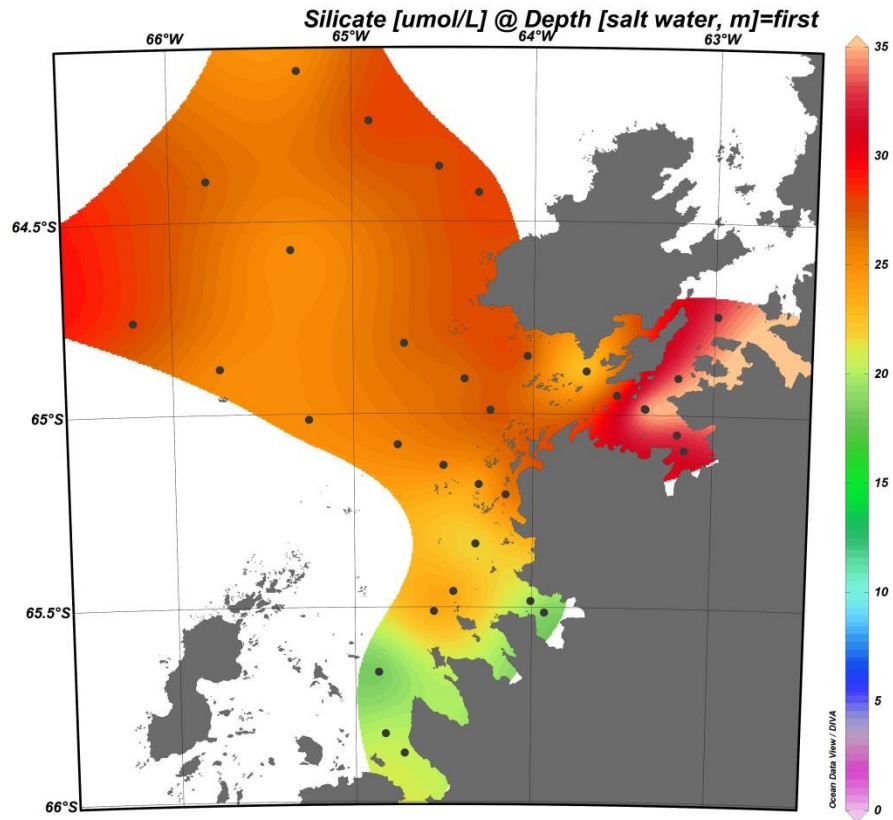 Silicate [umol/L] @ Depth [salt water, m]=first
66°W 65°W 64°W 63°W
64.5°S
65°S
65.5°S
66°S
35
30
25
20
15
10
5
0
Ocean Data View / DIVA